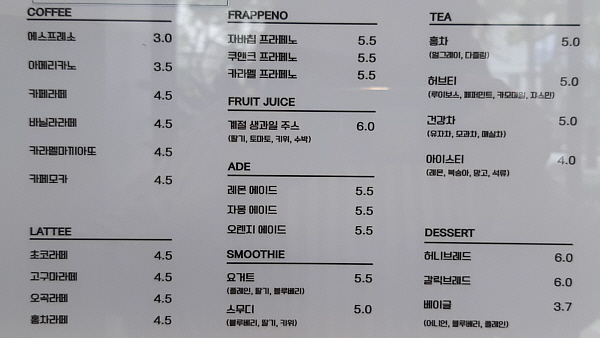 COFFEE
에스프레소 3.0
아메리카노 3.5
카페라떼 4.5
바닐라라떼 4.5
카라멜마끼아또 4.5
카페모카 4.5
LATTEE
초코라떼 4.5
고구마라떼 4.5
오곡라떼 4.5
홍차라떼 4.5
FRAPPENO
자바칩 프라페노 5.5
쿠앤크 프라페노 5.5
카라멜 프라페노 5.5
FRUIT JUICE
계절 생과일 주스 6.0
(딸기, 토마토, 키위, 수박)
ADE
레몬 에이드 5.5
자몽 에이드 5.5
오렌지 에이드 5.5
SMOOTHIE
요거트 5.5
(플레인, 딸기, 블루베리)
스무디 5.0
(블루베리, 딸기, 키위)
TEA
홍차 5.0
(얼그레이, 다즐링)
허브티 5.0
(루이보스, 페퍼민트, 카모마일, 자스민)
건강차 5.0
(유자차, 모과차, 매실차)
아이스티 4.0
(레몬, 복숭아, 망고, 석류)
DESSERT
허니브레드 6.0
갈릭브레드 6.0
베이글 3.7
(어니언, 블루베리, 플레인)